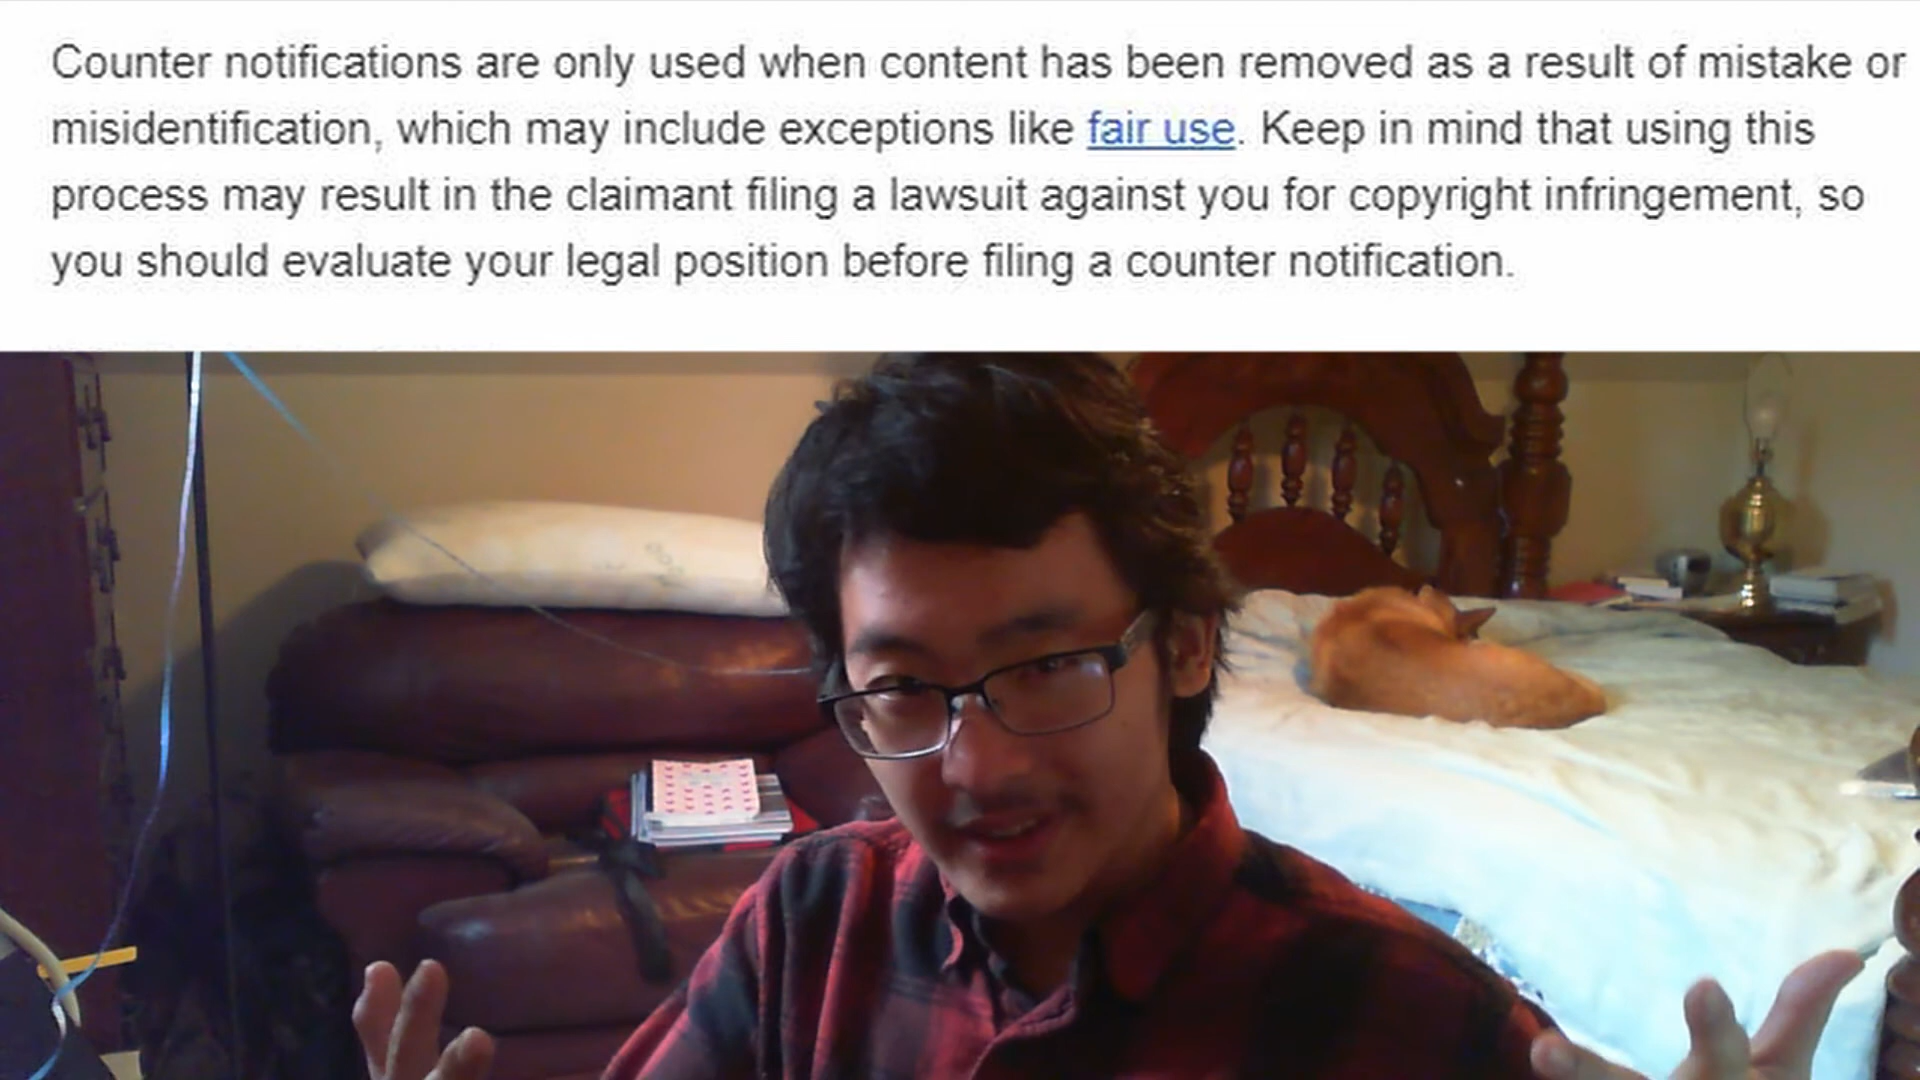 Counter notifications are only used when content has been removed as a result of mistake or
misidentification, which may include exceptions like fair use. Keep in mind that using this
process may result in the claimant filing a lawsuit against you for copyright infringement, so
you should evaluate your legal position before filing a counter notification.